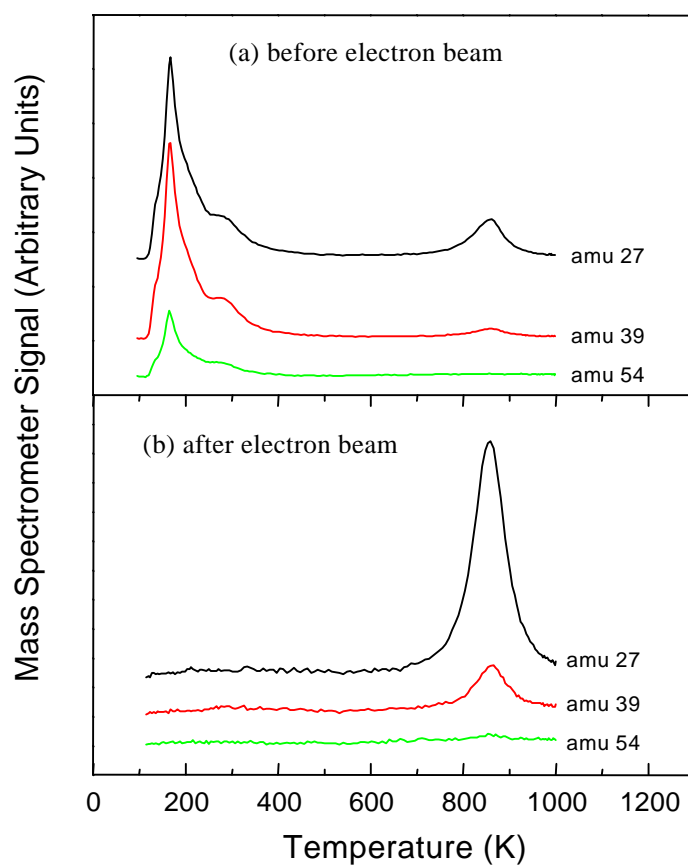 (a) before electron beam
amu 27
amu 39
amu 54
(b) after electron beam
amu 27
amu 39
amu 54
0 200 400 600 800 1000 1200
Temperature (K)
Mass Spectrometer Signal (Arbitrary Units)